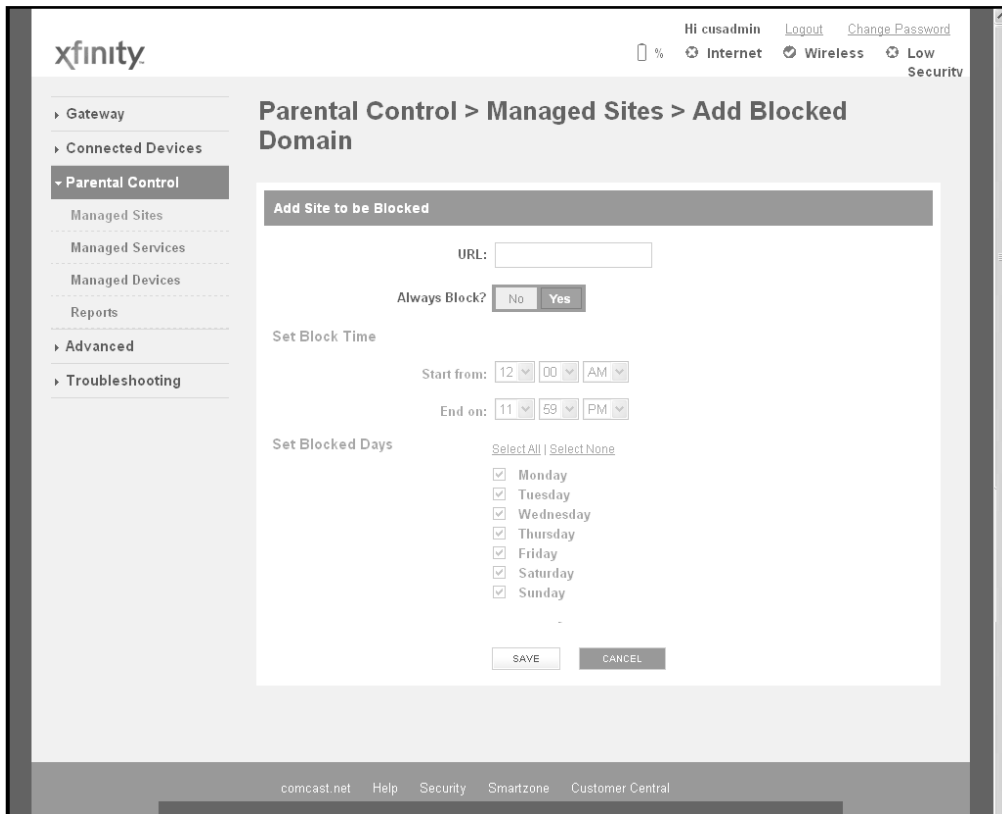 Hi cusadmin Logout Change Password
xfinity.
% Internet Wireless Low Security
Gateway
Connected Devices
Parental Control
Managed Sites
Managed Services
Managed Devices
Reports
Advanced
Troubleshooting
Parental Control > Managed Sites > Add Blocked
Domain
Add Site to be Blocked
URL:
Always Block? No Yes
Set Block Time
Start from: 12 00 AM
End on: 11 59 PM
Set Blocked Days Select All | Select None
Monday
Tuesday
Wednesday
Thursday
Friday
Saturday
Sunday
-
SAVE CANCEL
comcast.net Help Security Smartzone Customer Central